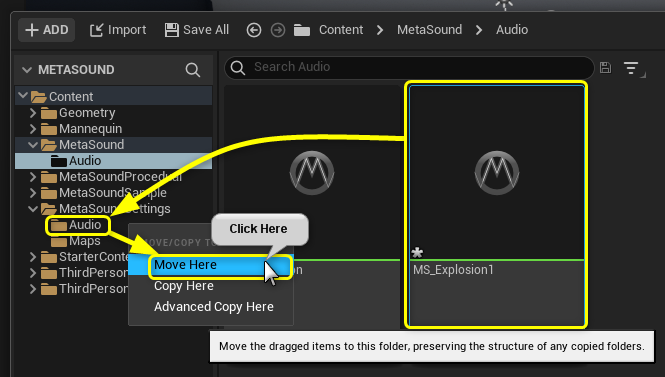 ADD Import Save All Content MetaSound Audio
METASOUND
Search Audio
Content
Geometry
Mannequin
MetaSound
Audio
MetaSoundProcedural
MetaSoundSample
MetaSoundSettings
Audio
Maps
StarterConte
ThirdPerson
ThirdPerson
MOVE/COPY T
Click Here
Move Here
Copy Here
Advanced Copy Here
on
MS_Explosion1
Move the dragged items to this folder, preserving the structure of any copied folders.